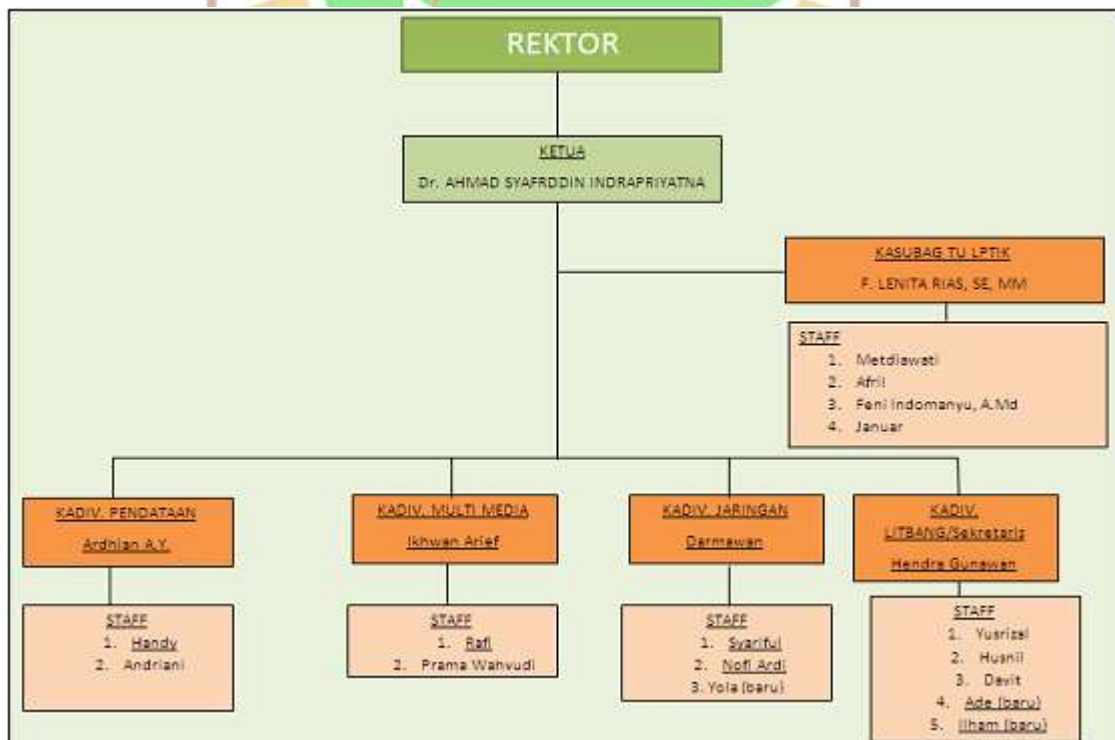 REKTOR
KETUA
Dr. AHMAD SYAFRDDIN INDRAPRIYATNA
KASUBAG TU LPTIK
F. LENITA RIAS, SE, MM
STAFF
1. Metdiawati
2. Afril
3. Feni Indomanyu, A.Md
4. Januar
KADIV. PENDATAAN
Ardhian A.Y.
STAFF
1. Handy
2. Andriani
KADIV. MULTI MEDIA
Ikhwan Arief
STAFF
1. Rafi
2. Prama Wahyudi
KADIV. JARINGAN
Darmawan
STAFF
1. Syariful
2. Nofi Ardi
3. Yola (baru)
KADIV.
LITBANG/Sekretaris
Hendra Gunawan
STAFF
1. Yusrizal
2. Husnil
3. Davit
4. Ade (baru)
5. Ilham (baru)